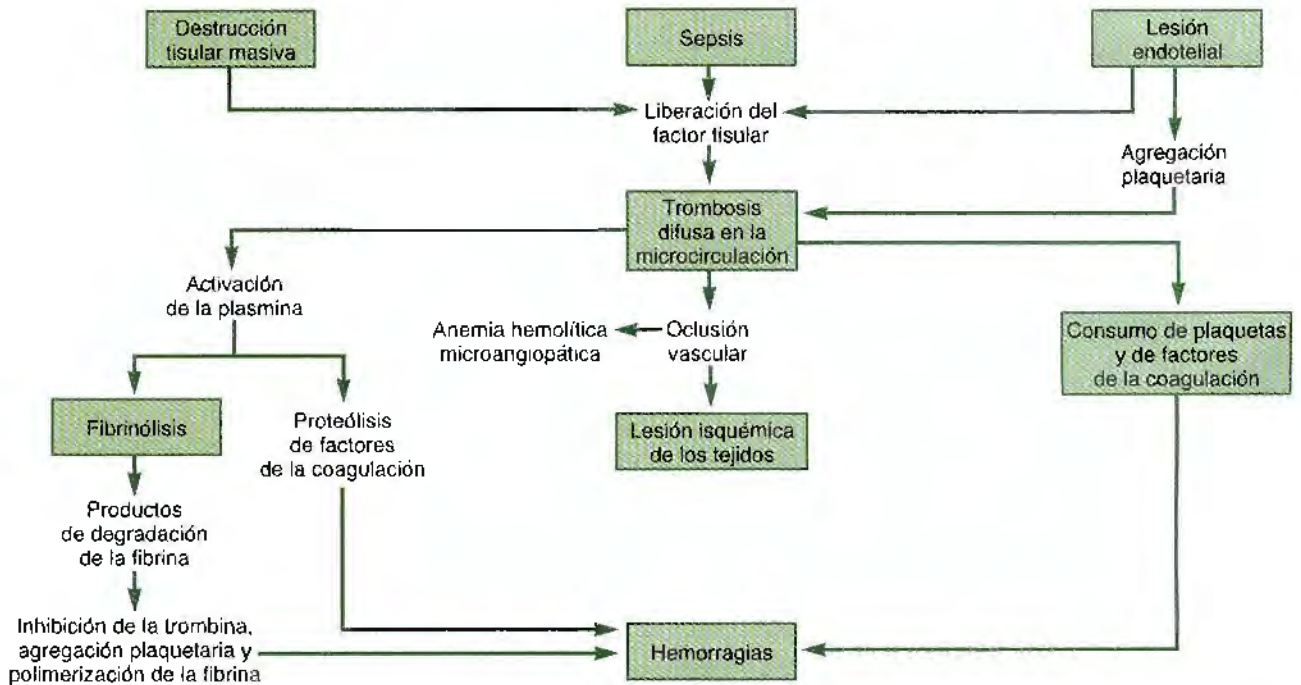 Destrucción
tisular masiva
Sepsis
Lesión
endotelial
Liberación del
factor tisular
Agregación
plaquetaria
Trombosis
difusa en la
microcirculación
Activación
de la plasmina
Anemia hemolítica
microangiopática
Oclusión
vascular
Consumo de plaquetas
y de factores
de la coagulación
Fibrinólisis
Proteólisis
de factores
de la coagulación
Lesión isquémica
de los tejidos
Productos
de degradación
de la fibrina
Inhibición de la trombina,
agregación plaquetaria y
polimerización de la fibrina
Hemorragias